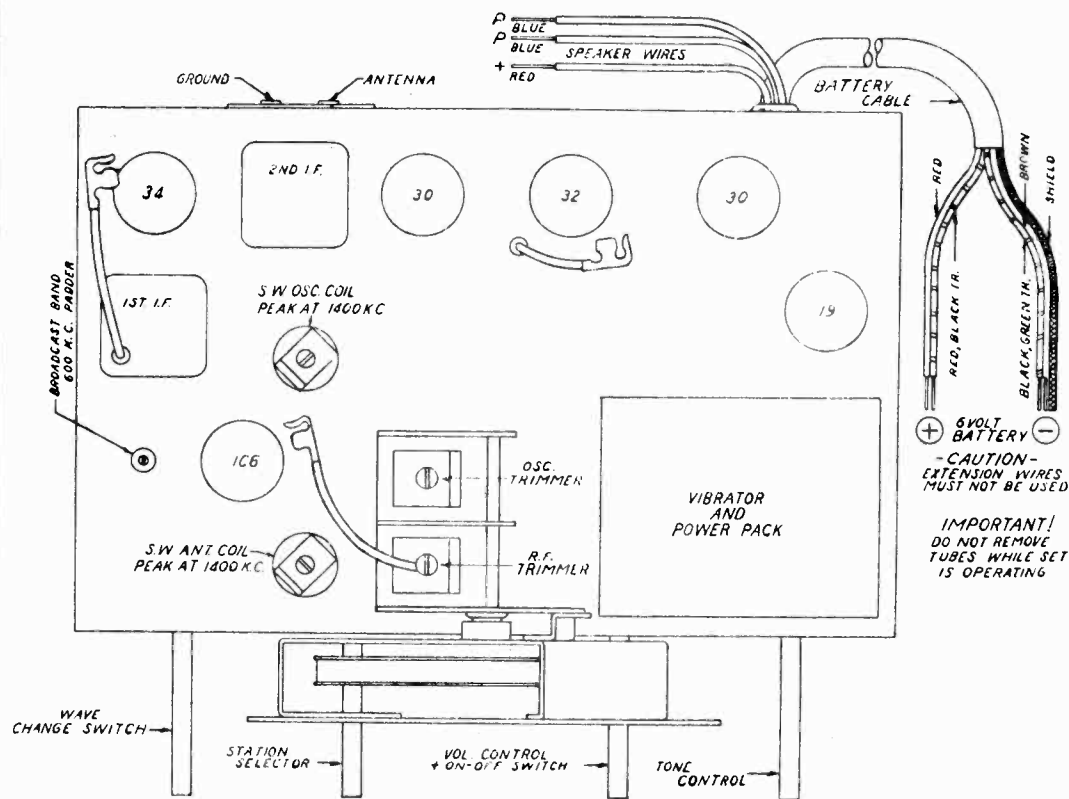 P BLUE
P BLUE
+ RED
SPEAKER WIRES
GROUND
ANTENNA
BATTERY
CABLE
34
2ND I.F.
30
32
30
RED
BROWN
SHIELD
RED, BLACK TR.
BLACK, GREEN TR.
1ST I.F.
S.W OSC. COIL
PEAK AT 1400 KC
19
BROADCAST BAND
600 K.C. PADDER
1C6
OSC.
TRIMMER
VIBRATOR
AND
POWER PACK
+ 6 VOLT −
BATTERY
-CAUTION-
EXTENSION WIRES
MUST NOT BE USED
IMPORTANT!
DO NOT REMOVE
TUBES WHILE SET
IS OPERATING
S.W ANT COIL
PEAK AT 1400 K.C.
R.F.
TRIMMER
WAVE
CHANGE SWITCH
STATION
SELECTOR
VOL. CONTROL
+ ON-OFF SWITCH
TONE
CONTROL